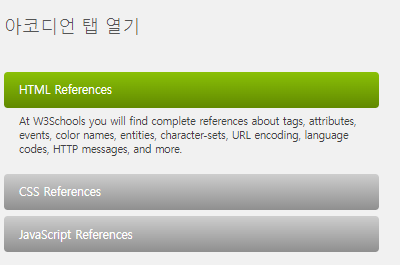 아코디언 탭 열기
HTML References
At W3Schools you will find complete references about tags, attributes,
events, color names, entities, character-sets, URL encoding, language
codes, HTTP messages, and more.
CSS References
JavaScript References